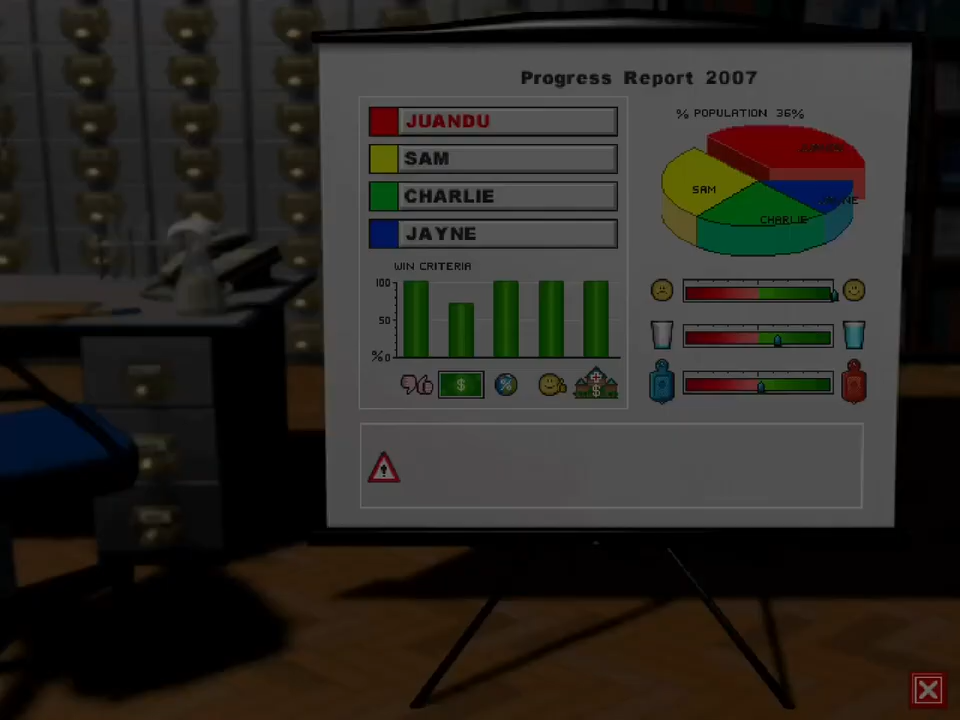 Progress Report 2007
JUANDU
SAM
CHARLIE
JAYNE
% POPULATION 36%
JUANDU
SAM
CHARLIE
JAYNE
WIN CRITERIA
100
50
%0
$
%
$